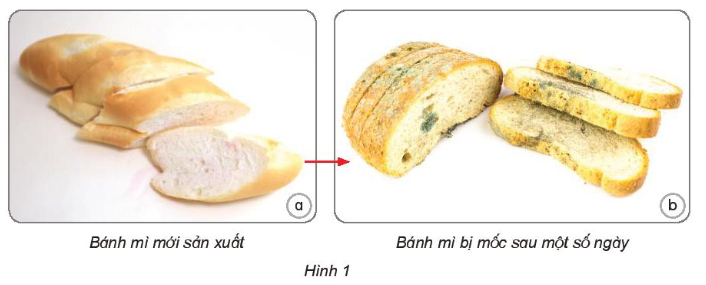 a
b
Bánh mì mới sản xuất
Bánh mì bị mốc sau một số ngày
Hình 1